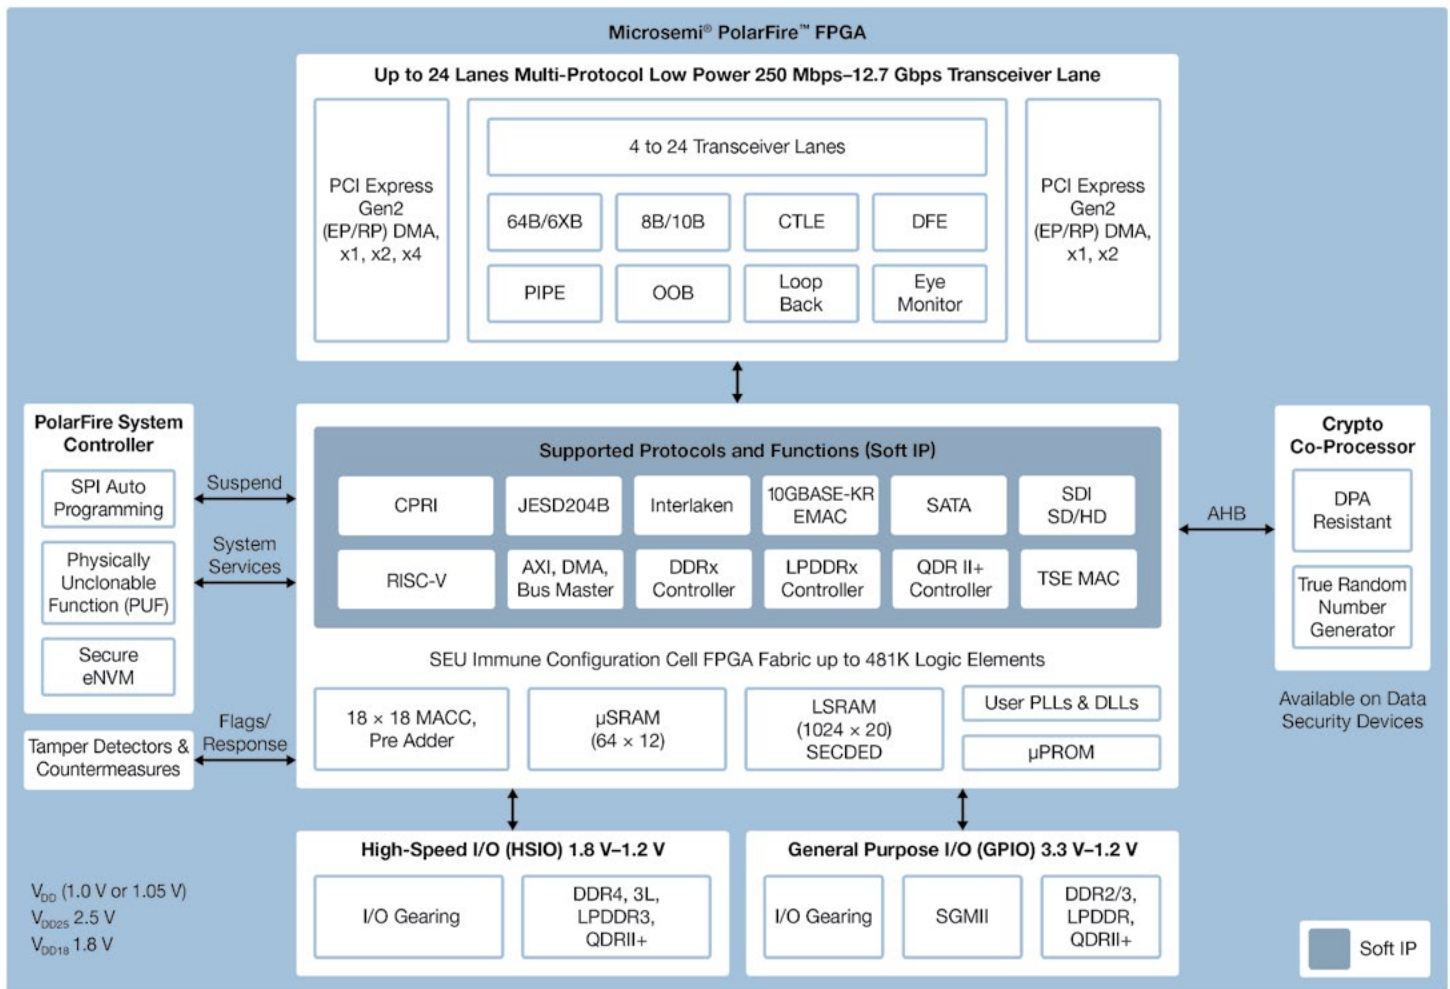 Microsemi® PolarFire™ FPGA
Up to 24 Lanes Multi-Protocol Low Power 250 Mbps–12.7 Gbps Transceiver Lane
PCI Express
Gen2
(EP/RP) DMA,
x1, x2, x4
4 to 24 Transceiver Lanes
64B/6XB
8B/10B
CTLE
DFE
PIPE
OOB
Loop
Back
Eye
Monitor
PCI Express
Gen2
(EP/RP) DMA,
x1, x2
PolarFire System
Controller
SPI Auto
Programming
Physically
Unclonable
Function (PUF)
Secure
eNVM
Tamper Detectors &
Countermeasures
Suspend
System
Services
Flags/
Response
Supported Protocols and Functions (Soft IP)
CPRI
JESD204B
Interlaken
10GBASE-KR
EMAC
SATA
SDI
SD/HD
RISC-V
AXI, DMA,
Bus Master
DDRx
Controller
LPDDRx
Controller
QDR II+
Controller
TSE MAC
SEU Immune Configuration Cell FPGA Fabric up to 481K Logic Elements
18 × 18 MACC,
Pre Adder
µSRAM
(64 × 12)
LSRAM
(1024 × 20)
SECDED
User PLLs & DLLs
µPROM
AHB
Crypto
Co-Processor
DPA
Resistant
True Random
Number
Generator
Available on Data
Security Devices
High-Speed I/O (HSIO) 1.8 V–1.2 V
I/O Gearing
DDR4, 3L,
LPDDR3,
QDRII+
General Purpose I/O (GPIO) 3.3 V–1.2 V
I/O Gearing
SGMII
DDR2/3,
LPDDR,
QDRII+
VDD (1.0 V or 1.05 V)
VDD25 2.5 V
VDD18 1.8 V
Soft IP